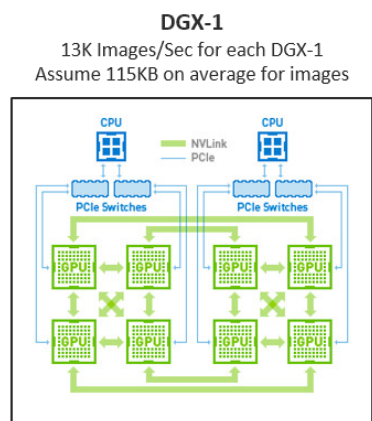 DGX-1
13K Images/Sec for each DGX-1
Assume 115KB on average for images
CPU
NVLink
PCIe
CPU
PCIe Switches
PCIe Switches
GPU
GPU
GPU
GPU
GPU
GPU
GPU
GPU